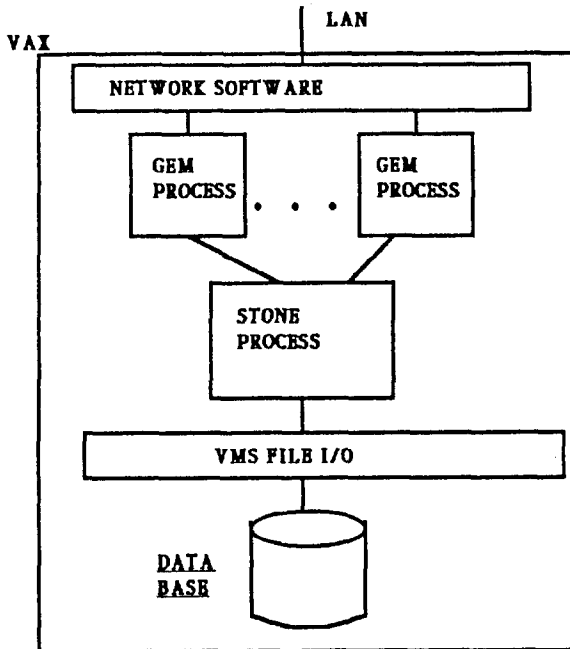 LAN
VAX
NETWORK SOFTWARE
GEM
PROCESS
GEM
PROCESS
STONE
PROCESS
VMS FILE I/O
DATA
BASE